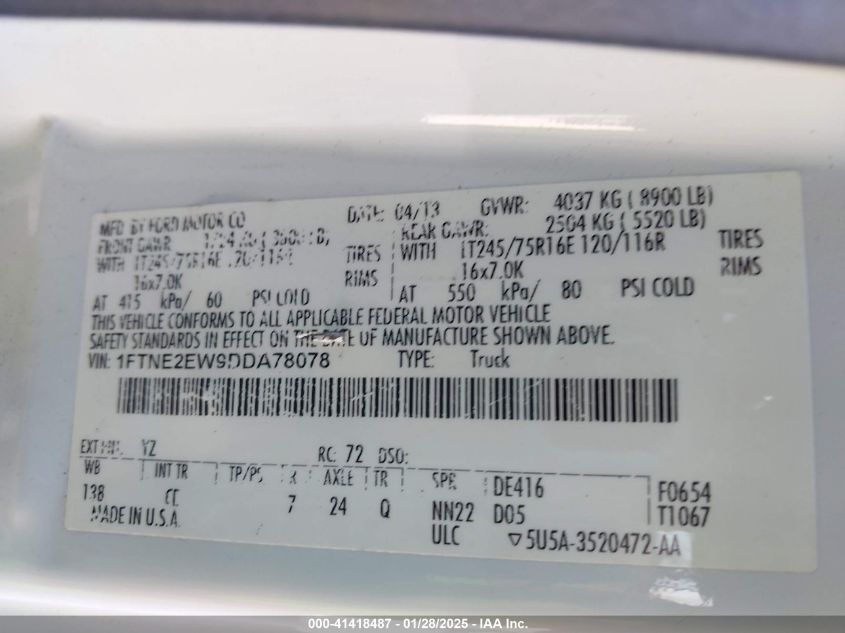 MFD BY FORD MOTOR CO
DATE: 04/13 GVWR: 4037 KG ( 8900 LB)
FRONT GAWR
REAR GAWR: 2504 KG ( 5520 LB)
WITH LT245/75R16E TIRES WITH LT245/75R16E 120/116R TIRES
16x7.0K RIMS 16x7.0K RIMS
AT 415 kPa/ 60 PSI COLD AT 550 kPa/ 80 PSI COLD
THIS VEHICLE CONFORMS TO ALL APPLICABLE FEDERAL MOTOR VEHICLE
SAFETY STANDARDS IN EFFECT ON THE DATE OF MANUFACTURE SHOWN ABOVE.
VIN: 1FTNE2EW9DDA78078 TYPE: Truck
EXT PNT: YZ RC: 72 DSO:
WB INT TR TP/PS R AXLE TR SPR DE416 F0654
138 7 24 Q NN22 D05 T1067
MADE IN U.S.A. ULC ▽5U5A-3520472-AA
000-41418487 - 01/28/2025 - IAA Inc.